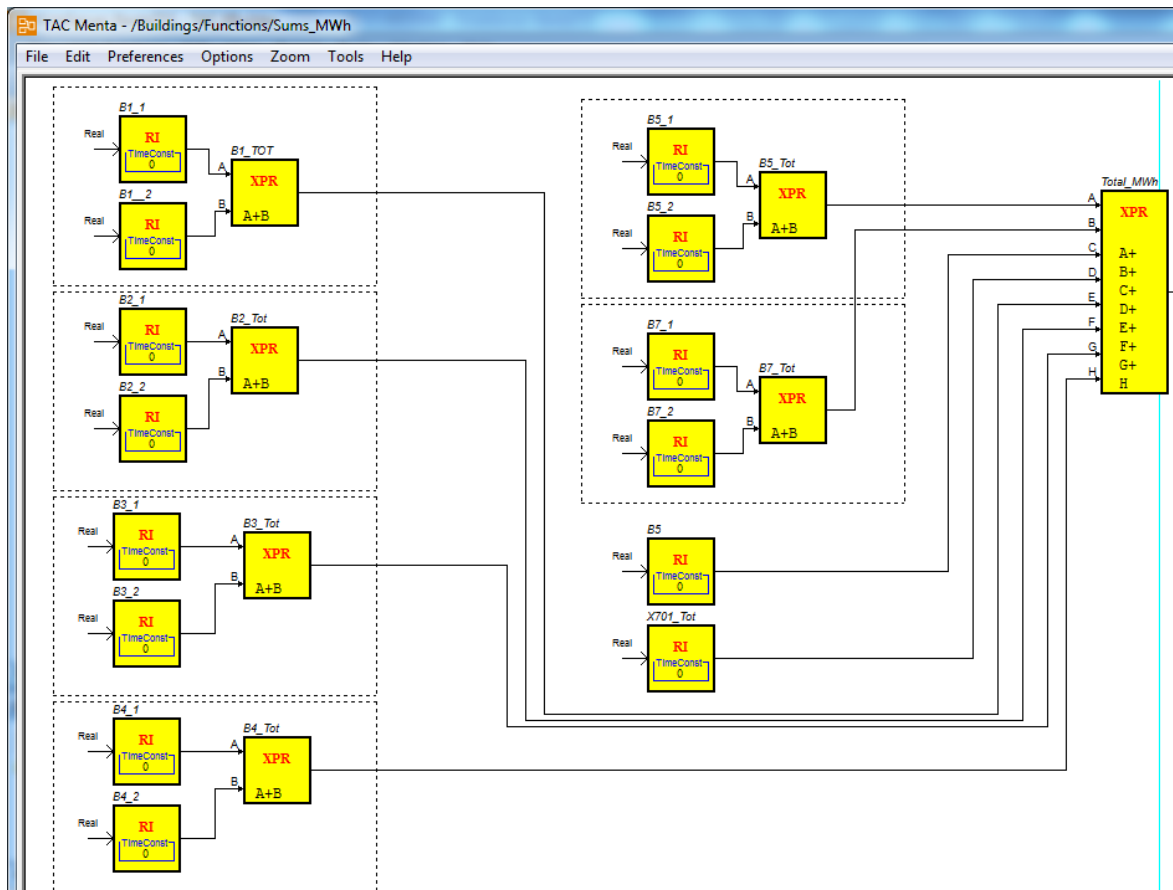 TAC Menta - /Buildings/Functions/Sums_MWh
File Edit Preferences Options Zoom Tools Help
B1_1
Real
RI
TimeConst
0
B1__2
Real
RI
TimeConst
0
B1_TOT
A
XPR
B
A+B
B2_1
Real
RI
TimeConst
0
B2_2
Real
RI
TimeConst
0
B2_Tot
A
XPR
B
A+B
B3_1
Real
RI
TimeConst
0
B3_2
Real
RI
TimeConst
0
B3_Tot
A
XPR
B
A+B
B4_1
Real
RI
TimeConst
0
B4_2
Real
RI
TimeConst
0
B4_Tot
A
XPR
B
A+B
B5_1
Real
RI
TimeConst
0
B5_2
Real
RI
TimeConst
0
B5_Tot
A
XPR
B
A+B
B7_1
Real
RI
TimeConst
0
B7_2
Real
RI
TimeConst
0
B7_Tot
A
XPR
B
A+B
B5
Real
RI
TimeConst
0
X701_Tot
Real
RI
TimeConst
0
Total_MWh
A
XPR
B
C
A+
D
B+
C+
E
D+
F
E+
G
F+
G+
H
H